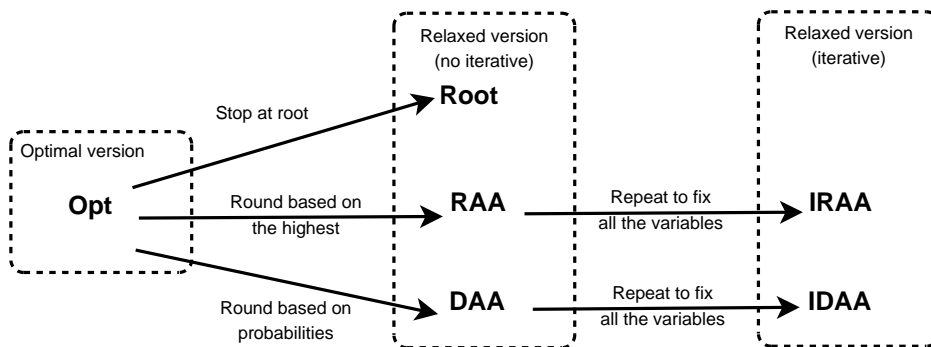 Relaxed version
(no iterative)
Relaxed version
(iterative)
Root
Stop at root
Optimal version
Opt
Round based on
the highest
RAA
Repeat to fix
all the variables
IRAA
Round based on
probabilities
DAA
Repeat to fix
all the variables
IDAA